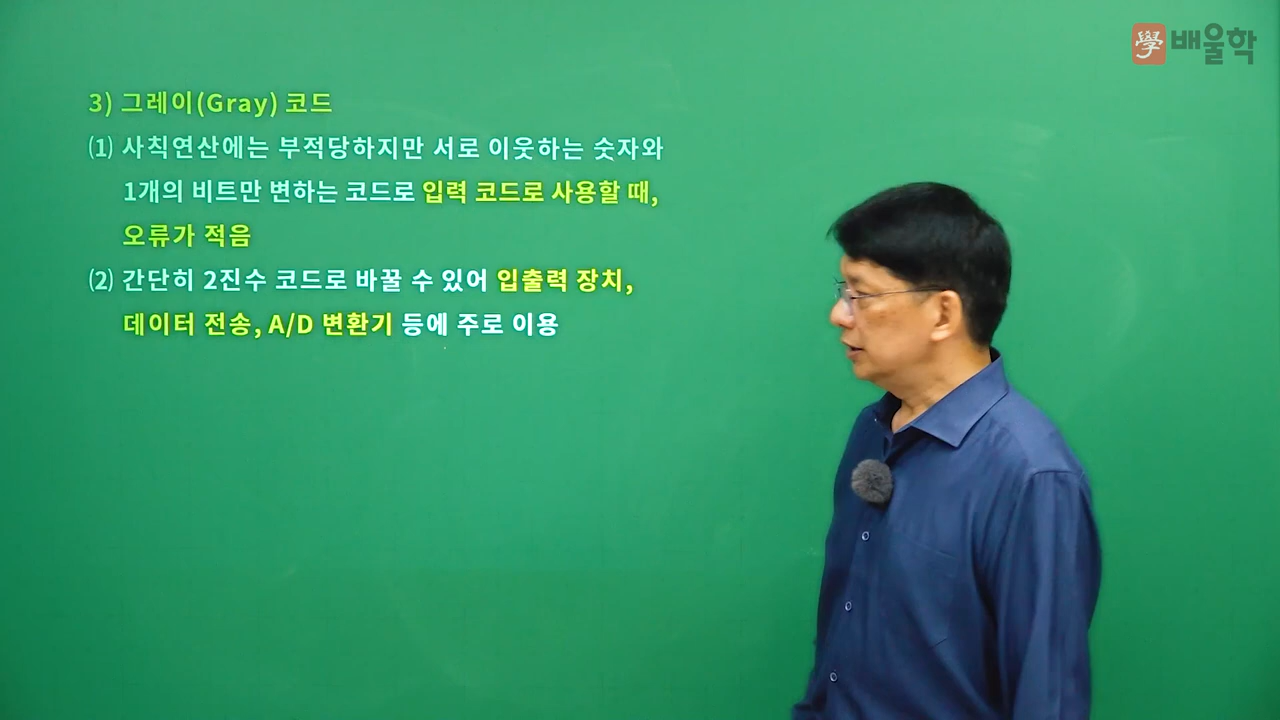 學 배울학
3) 그레이(Gray) 코드
⑴ 사칙연산에는 부적당하지만 서로 이웃하는 숫자와
1개의 비트만 변하는 코드로 입력 코드로 사용할 때,
오류가 적음
⑵ 간단히 2진수 코드로 바꿀 수 있어 입출력 장치,
데이터 전송, A/D 변환기 등에 주로 이용